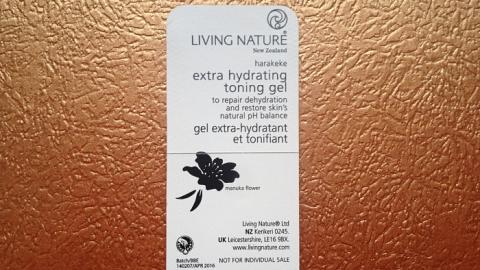 LIVING NATURE®
New Zealand
harakeke
extra hydrating
toning gel
to repair dehydration
and restore skin's
natural pH balance
gel extra-hydratant
et tonifiant
manuka flower
Living Nature® Ltd
NZ Kerikeri 0245.
UK Leicestershire, LE16 9BX.
www.livingnature.com
Batch/BBE
140207/APR 2016
NOT FOR INDIVIDUAL SALE